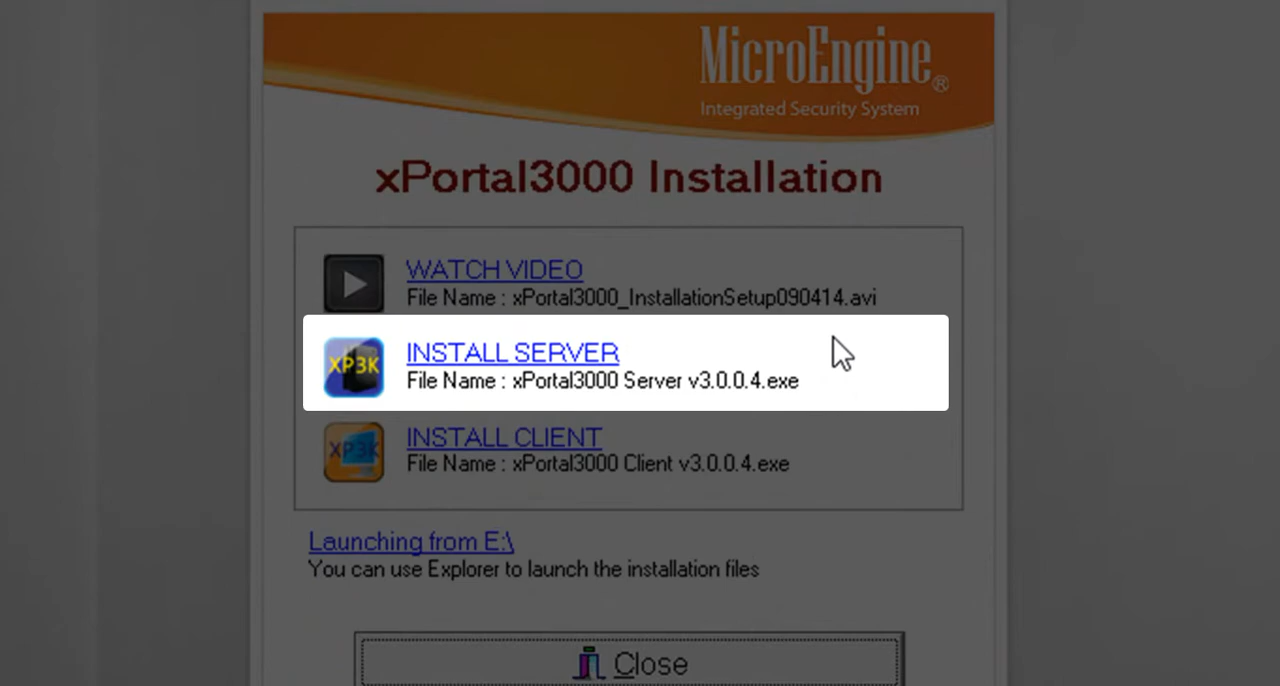 MicroEngine®
Integrated Security System
xPortal3000 Installation
WATCH VIDEO
File Name : xPortal3000_InstallationSetup090414.avi
XP3K
INSTALL SERVER
File Name : xPortal3000 Server v3.0.0.4.exe
XP3K
INSTALL CLIENT
File Name : xPortal3000 Client v3.0.0.4.exe
Launching from E:\
You can use Explorer to launch the installation files
Close